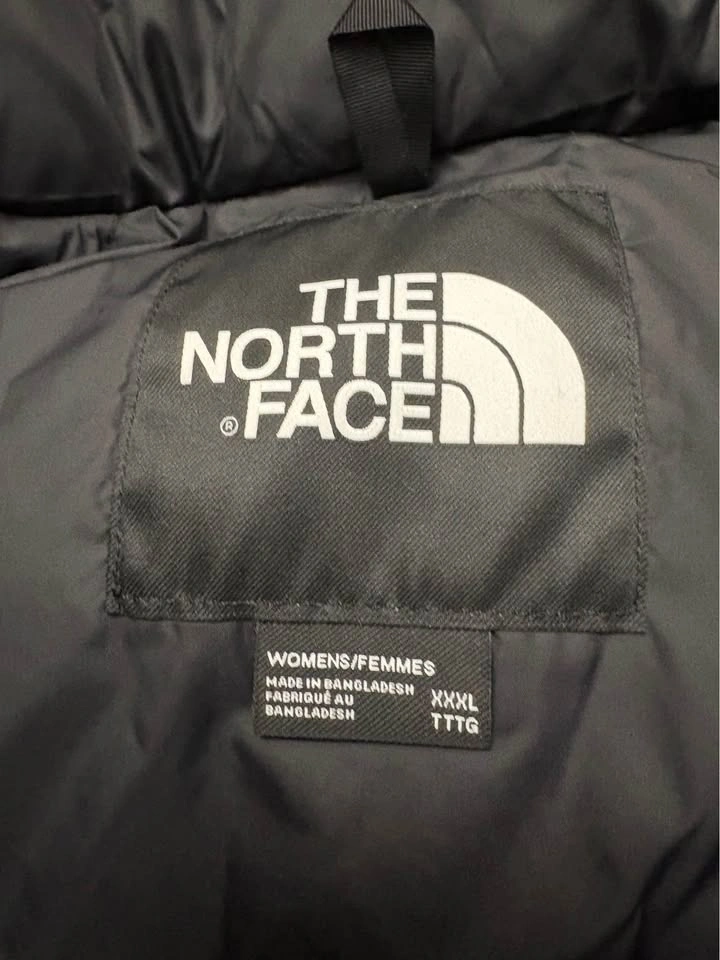 THE
NORTH
® FACE
WOMENS/FEMMES
MADE IN BANGLADESH
FABRIQUÉ AU
BANGLADESH
XXXL
TTTG